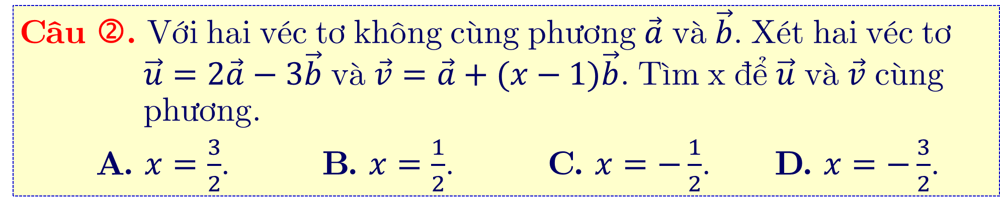 Câu ②. Với hai véc tơ không cùng phương $\vec{a}$ và $\vec{b}$. Xét hai véc tơ
$\vec{u} = 2\vec{a} - 3\vec{b}$ và $\vec{v} = \vec{a} + (x - 1)\vec{b}$. Tìm x để $\vec{u}$ và $\vec{v}$ cùng
phương.
A. $x = \frac{3}{2}$. B. $x = \frac{1}{2}$. C. $x = -\frac{1}{2}$. D. $x = -\frac{3}{2}$.